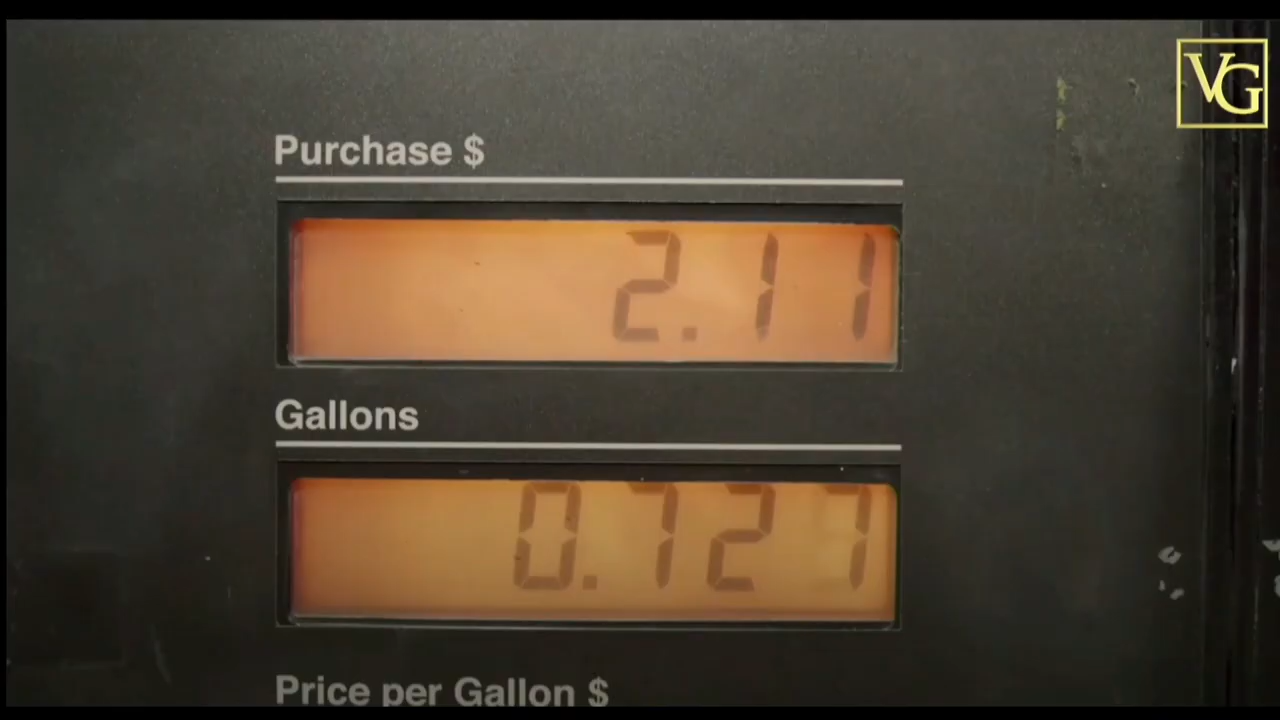 VG
Purchase $
2.11
Gallons
0.727
Price per Gallon $